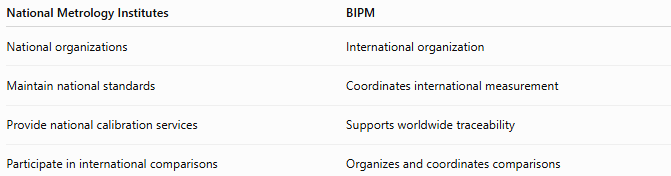 National Metrology Institutes BIPM
National organizations International organization
Maintain national standards Coordinates international measurement
Provide national calibration services Supports worldwide traceability
Participate in international comparisons Organizes and coordinates comparisons